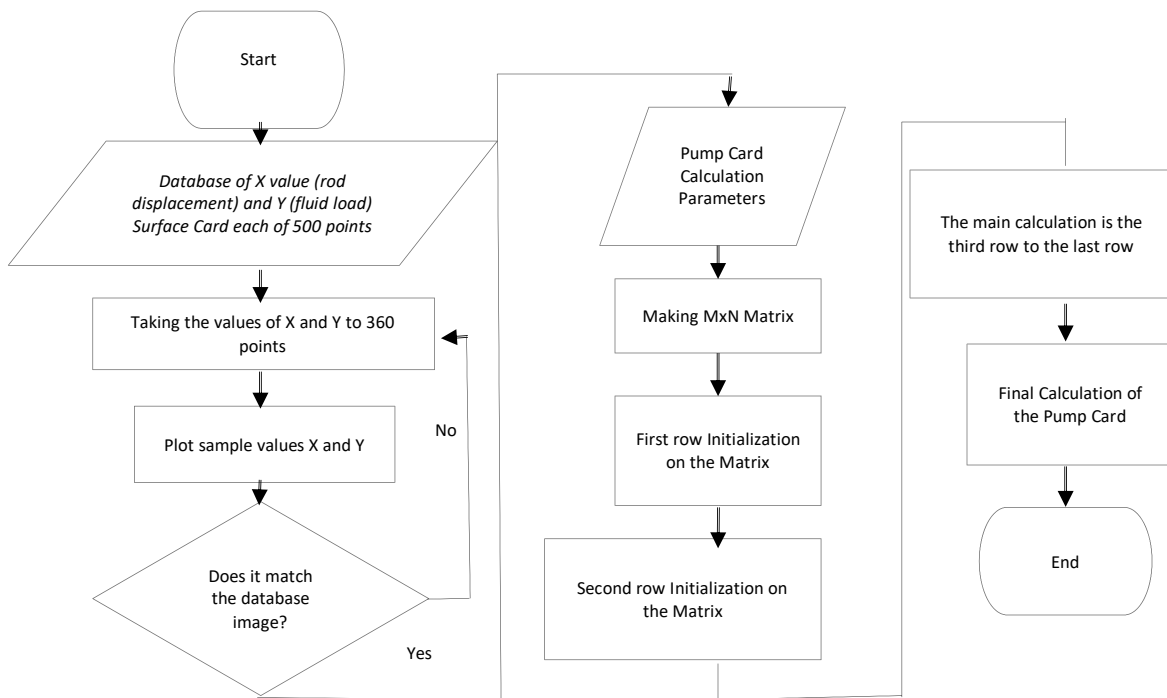 Start
Database of X value (rod
displacement) and Y (fluid load)
Surface Card each of 500 points
Taking the values of X and Y to 360
points
Plot sample values X and Y
No
Does it match
the database
image?
Yes
Pump Card
Calculation
Parameters
Making MxN Matrix
First row Initialization
on the Matrix
Second row Initialization on
the Matrix
The main calculation is the
third row to the last row
Final Calculation of
the Pump Card
End